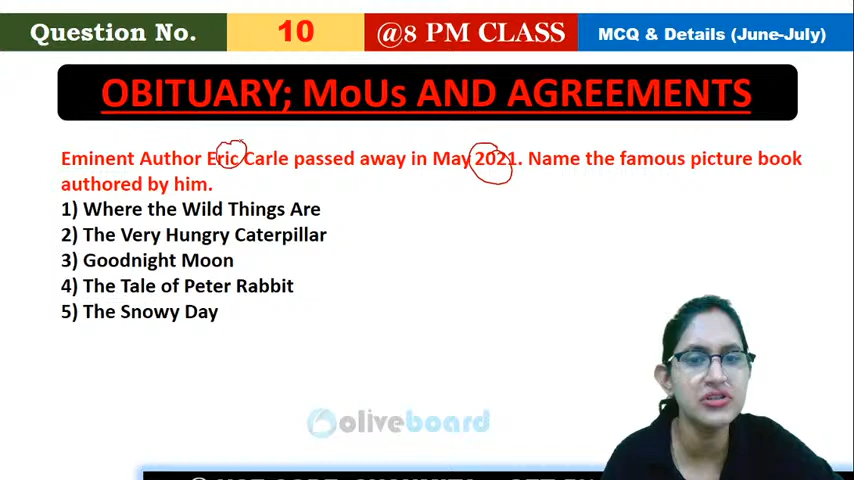 Question No.
10
@8 PM CLASS
MCQ & Details (June-July)
OBITUARY; MoUs AND AGREEMENTS
Eminent Author Eric Carle passed away in May 2021. Name the famous picture book
authored by him.
1) Where the Wild Things Are
2) The Very Hungry Caterpillar
3) Goodnight Moon
4) The Tale of Peter Rabbit
5) The Snowy Day
oliveboard